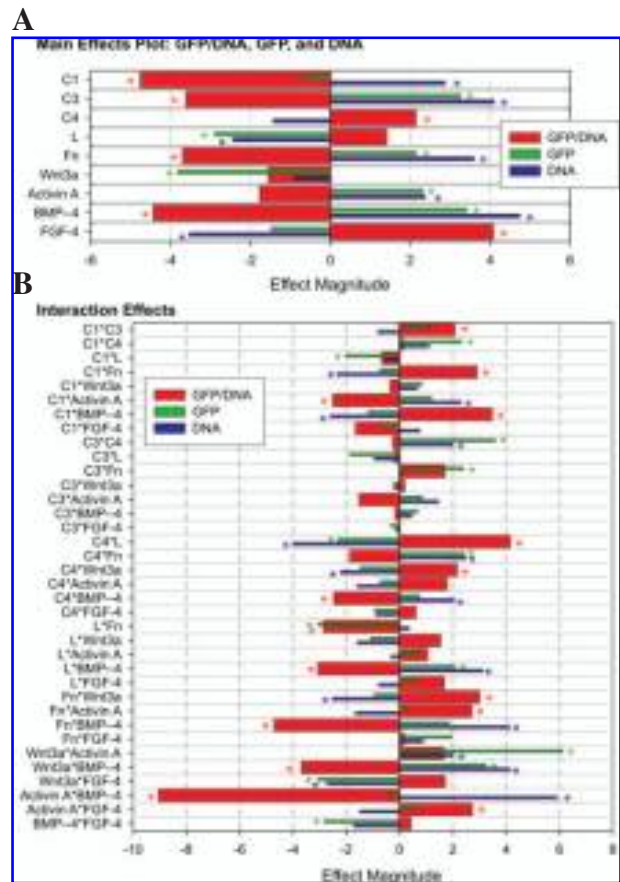 A
Main Effects Plot: GFP/DNA, GFP, and DNA
C1
C3
C4
L
Fn
Wnt3a
Activin A
BMP-4
FGF-4
GFP/DNA
GFP
DNA
-6 -4 -2 0 2 4 6
Effect Magnitude
B
Interaction Effects
C1*C3
C1*C4
C1*L
C1*Fn
C1*Wnt3a
C1*Activin A
C1*BMP-4
C1*FGF-4
C3*C4
C3*L
C3*Fn
C3*Wnt3a
C3*Activin A
C3*BMP-4
C3*FGF-4
C4*L
C4*Fn
C4*Wnt3a
C4*Activin A
C4*BMP-4
C4*FGF-4
L*Fn
L*Wnt3a
L*Activin A
L*BMP-4
L*FGF-4
Fn*Wnt3a
Fn*Activin A
Fn*BMP-4
Fn*FGF-4
Wnt3a*Activin A
Wnt3a*BMP-4
Wnt3a*FGF-4
Activin A*BMP-4
Activin A*FGF-4
BMP-4*FGF-4
GFP/DNA
GFP
DNA
-10 -8 -6 -4 -2 0 2 4 6 8
Effect Magnitude